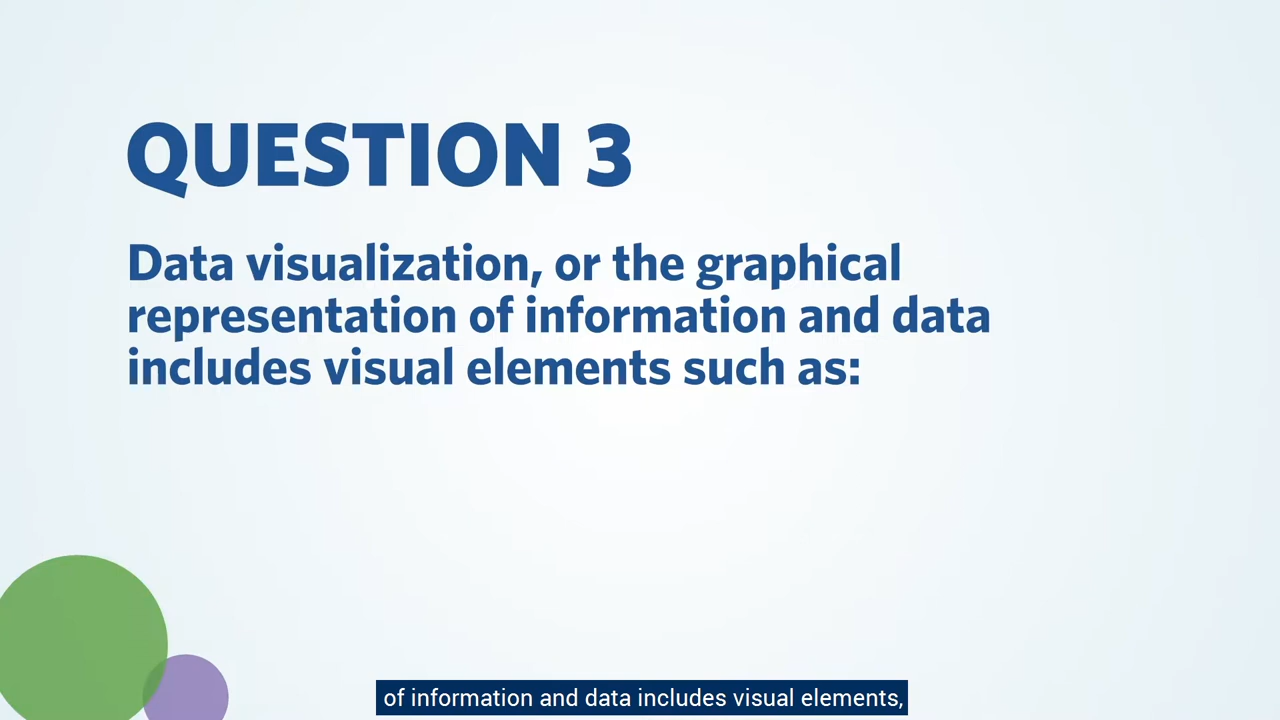 QUESTION 3
Data visualization, or the graphical
representation of information and data
includes visual elements such as:
of information and data includes visual elements,